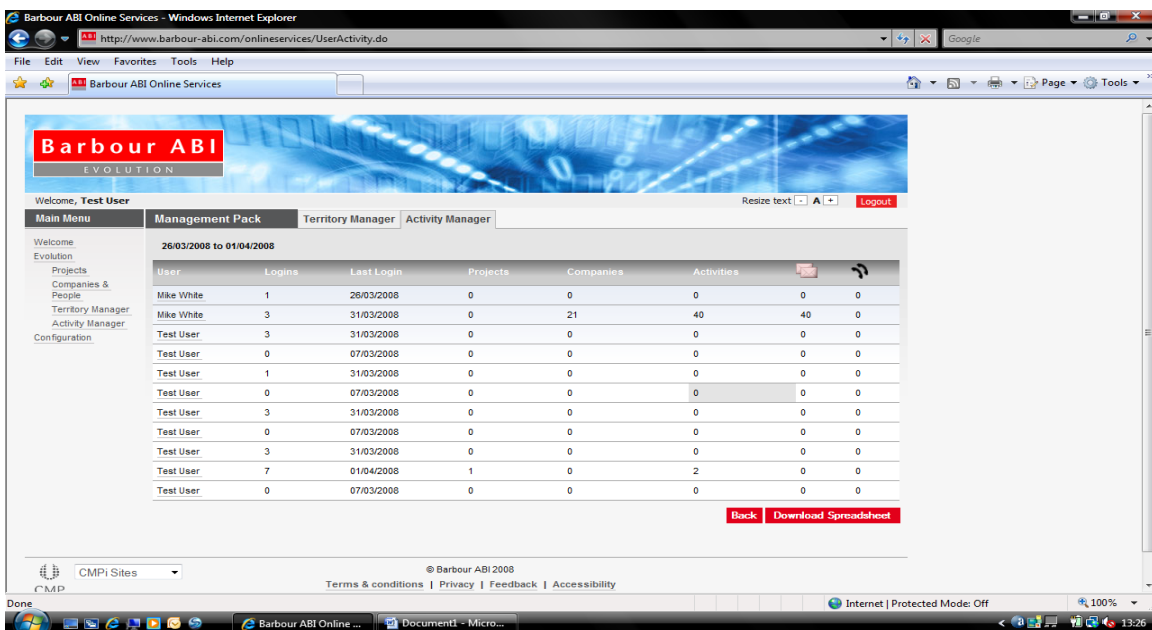 Barbour ABI Online Services - Windows Internet Explorer
http://www.barbour-abi.com/onlineservices/UserActivity.do
Google
File Edit View Favorites Tools Help
Barbour ABI Online Services
Page Tools
Barbour ABI
EVOLUTION
Welcome, Test User
Resize text - A + Logout
Main Menu
Management Pack Territory Manager Activity Manager
Welcome
Evolution
Projects
Companies &
People
Territory Manager
Activity Manager
Configuration
26/03/2008 to 01/04/2008
User Logins Last Login Projects Companies Activities
Mike White 1 26/03/2008 0 0 0 0 0
Mike White 3 31/03/2008 0 21 40 40 0
Test User 3 31/03/2008 0 0 0 0 0
Test User 0 07/03/2008 0 0 0 0 0
Test User 1 31/03/2008 0 0 0 0 0
Test User 0 07/03/2008 0 0 0 0 0
Test User 3 31/03/2008 0 0 0 0 0
Test User 0 07/03/2008 0 0 0 0 0
Test User 3 31/03/2008 0 0 0 0 0
Test User 7 01/04/2008 1 0 2 0 0
Test User 0 07/03/2008 0 0 0 0 0
Back Download Spreadsheet
CMP
CMPi Sites
© Barbour ABI 2008
Terms & conditions | Privacy | Feedback | Accessibility
Done
Internet | Protected Mode: Off
100%
Barbour ABI Online ...
Document1 - Micro...
13:26